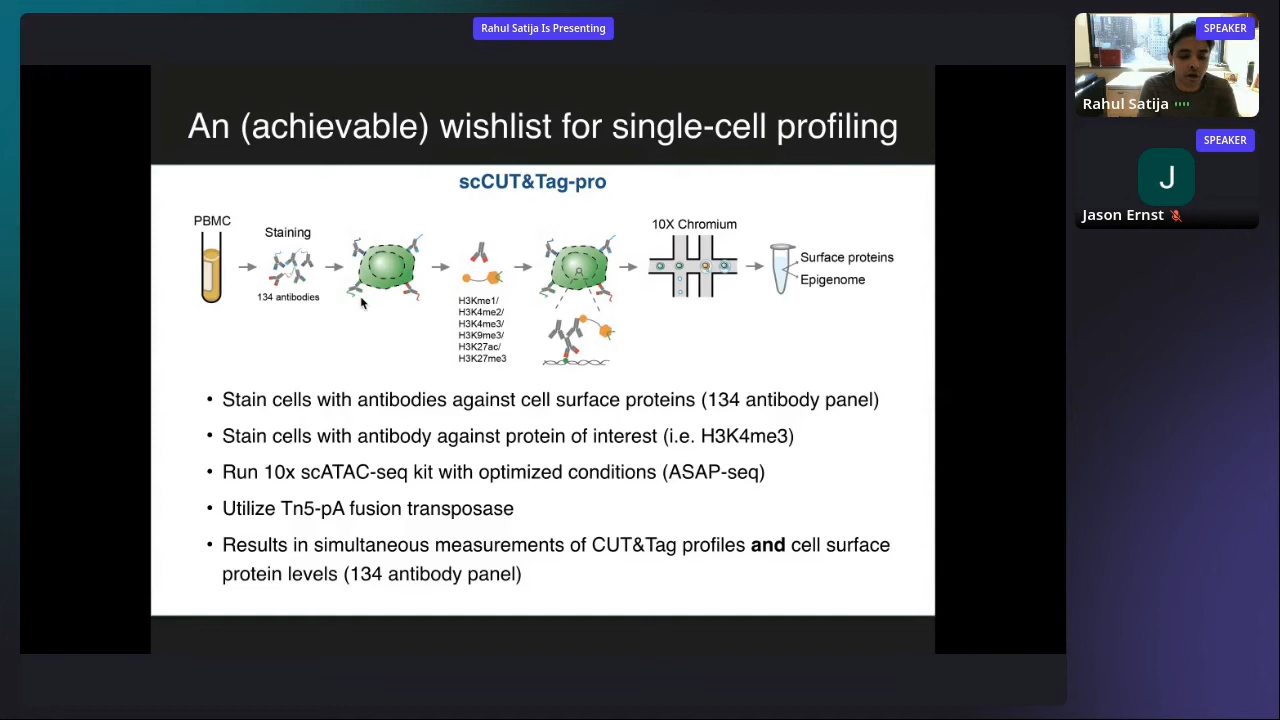 Rahul Satija Is Presenting
SPEAKER
Rahul Satija
SPEAKER
J
Jason Ernst
An (achievable) wishlist for single-cell profiling
scCUT&Tag-pro
PBMC
Staining
134 antibodies
H3Kme1/
H3K4me2/
H3K4me3/
H3K9me3/
H3K27ac/
H3K27me3
10X Chromium
Surface proteins
Epigenome
• Stain cells with antibodies against cell surface proteins (134 antibody panel)
• Stain cells with antibody against protein of interest (i.e. H3K4me3)
• Run 10x scATAC-seq kit with optimized conditions (ASAP-seq)
• Utilize Tn5-pA fusion transposase
• Results in simultaneous measurements of CUT&Tag profiles and cell surface
protein levels (134 antibody panel)